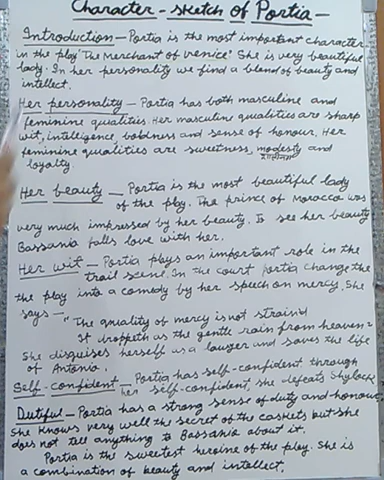 Character-sketch of Portia-
Introduction- Portia is the most important character
in the play "The Merchant of Venice". She is very beautiful
lady. In her personality we find a blend of beauty and
intellect.
Her personality- Portia has both masculine and
feminine qualities. Her masculine qualities are sharp
wit, intelligence, boldness and sense of honour. Her
feminine qualities are sweetness, modesty and
loyalty
Her beauty - Portia is the most beautiful lady
of the play. The prince of Moracco was
very much impressed by her beauty. To see her beauty
Bassania falls love with her.
Her wit - Portia plays an important role in the
trail scene. In the court portia change the
the play into a comedy by her speech on mercy. She
says -
"The quality of mercy is not strain'd
It droppeth as the gentle rain from heaven"
She disguises herself as a lawyer and saves the life
of Antonio.
Self-confident- Portia has self-confident. through
her self-confident, she defeats Shylock
Dutiful- Portia has a strong sense of duty and honour.
She knows very well the secret of the caskets but she
does not tell anything to Bassania about it.
Portia is the sweetest heroine of the play. She is
a combination of beauty and intellect.